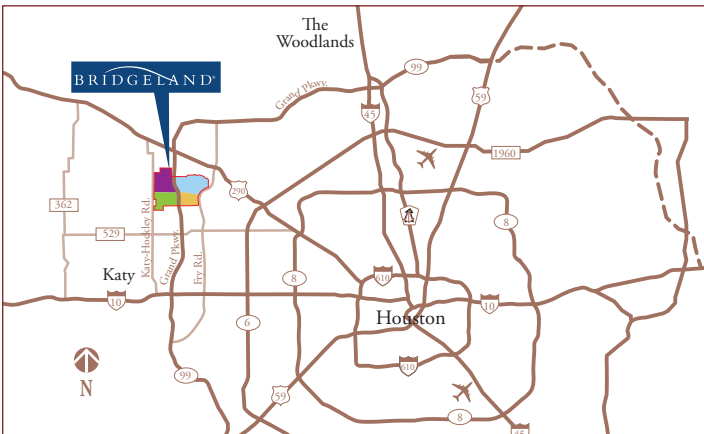 The
Woodlands
99
Grand Pkwy.
59
BRIDGELAND®
45
1960
290
362
Katy-Hockley Rd.
Grand Pkwy.
Fry Rd.
529
8
8
Katy
610
10
10
Houston
6
610
N
99
59
8
45